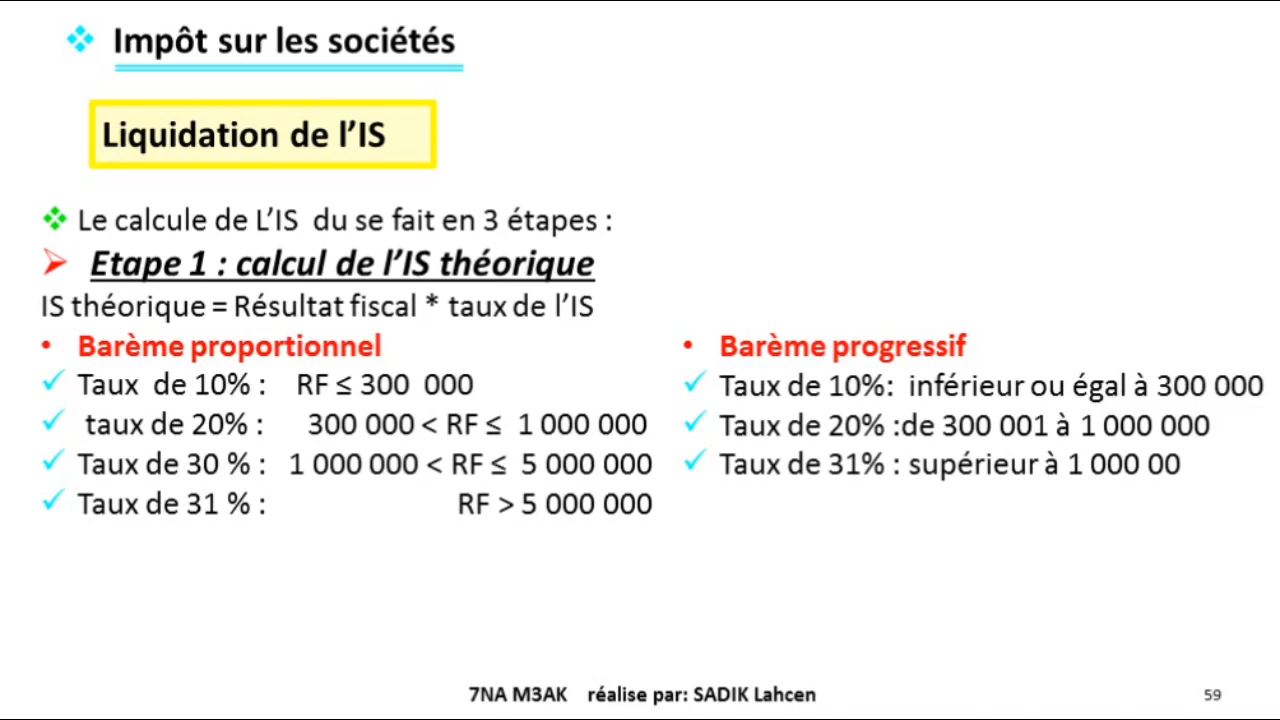 Impôt sur les sociétés
Liquidation de l’IS
Le calcule de L’IS du se fait en 3 étapes :
Etape 1 : calcul de l’IS théorique
IS théorique = Résultat fiscal * taux de l’IS
Barème proportionnel
Taux de 10% : RF ≤ 300 000
taux de 20% : 300 000 < RF ≤ 1 000 000
Taux de 30 % : 1 000 000 < RF ≤ 5 000 000
Taux de 31 % : RF > 5 000 000
Barème progressif
Taux de 10%: inférieur ou égal à 300 000
Taux de 20% :de 300 001 à 1 000 000
Taux de 31% : supérieur à 1 000 00
7NA M3AK réalise par: SADIK Lahcen
59